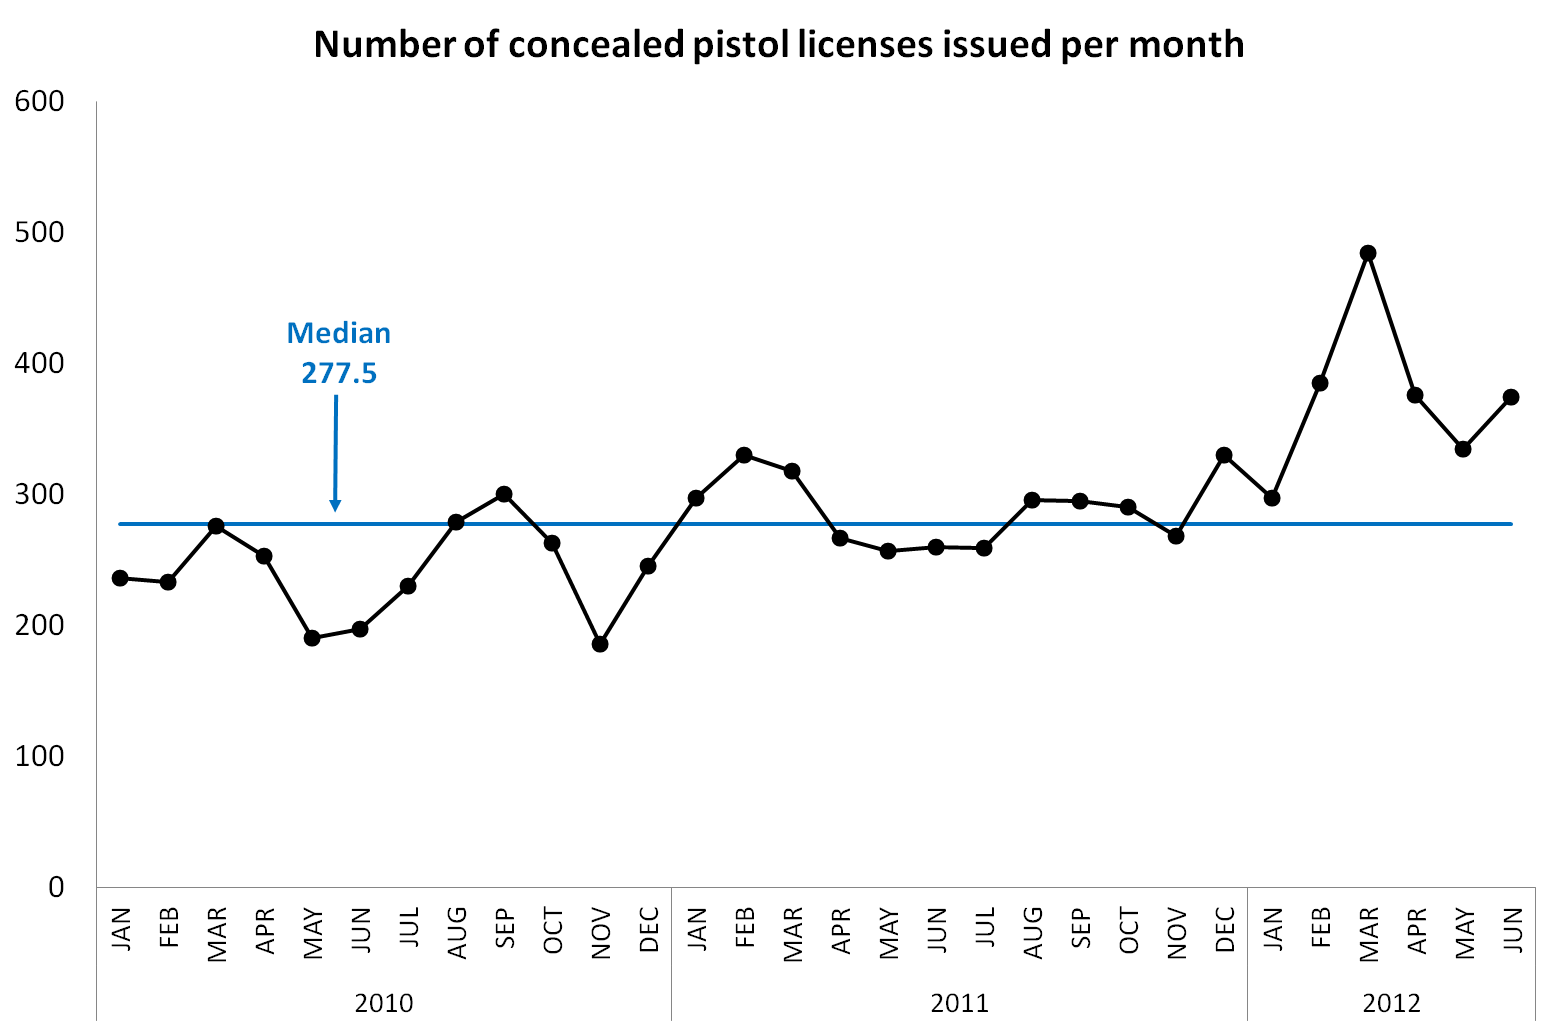 Number of concealed pistol licenses issued per month
600
500
400
300
200
100
0
Median
277.5
JAN FEB MAR APR MAY JUN JUL AUG SEP OCT NOV DEC JAN FEB MAR APR MAY JUN JUL AUG SEP OCT NOV DEC JAN FEB MAR APR MAY JUN
2010 2011 2012